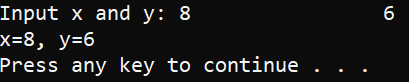 Input x and y: 8                 6
x=8, y=6
Press any key to continue . . .